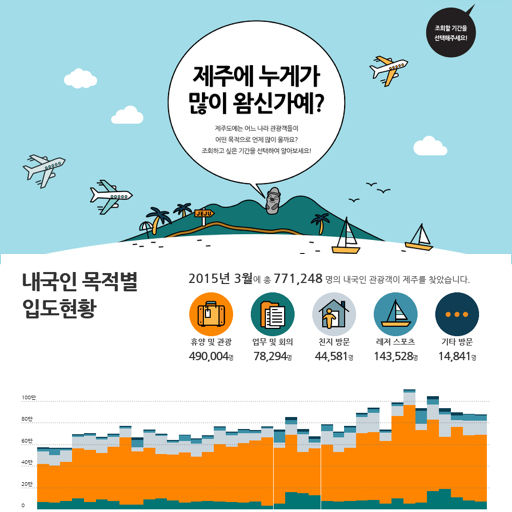 조회할 기간을
선택해주세요!
제주에 누게가
많이 왐신가예?
제주도에는 어느 나라 관광객들이
어떤 목적으로 언제 많이 올까요?
조회하고 싶은 기간을 선택하여 알아보세요!
내국인 목적별
입도현황
2015년 3월에 총 771,248 명의 내국인 관광객이 제주를 찾았습니다.
휴양 및 관광
490,004명
업무 및 회의
78,294명
친지 방문
44,581명
레저 스포츠
143,528명
기타 방문
14,841명
100만
80만
60만
40만
20만
0